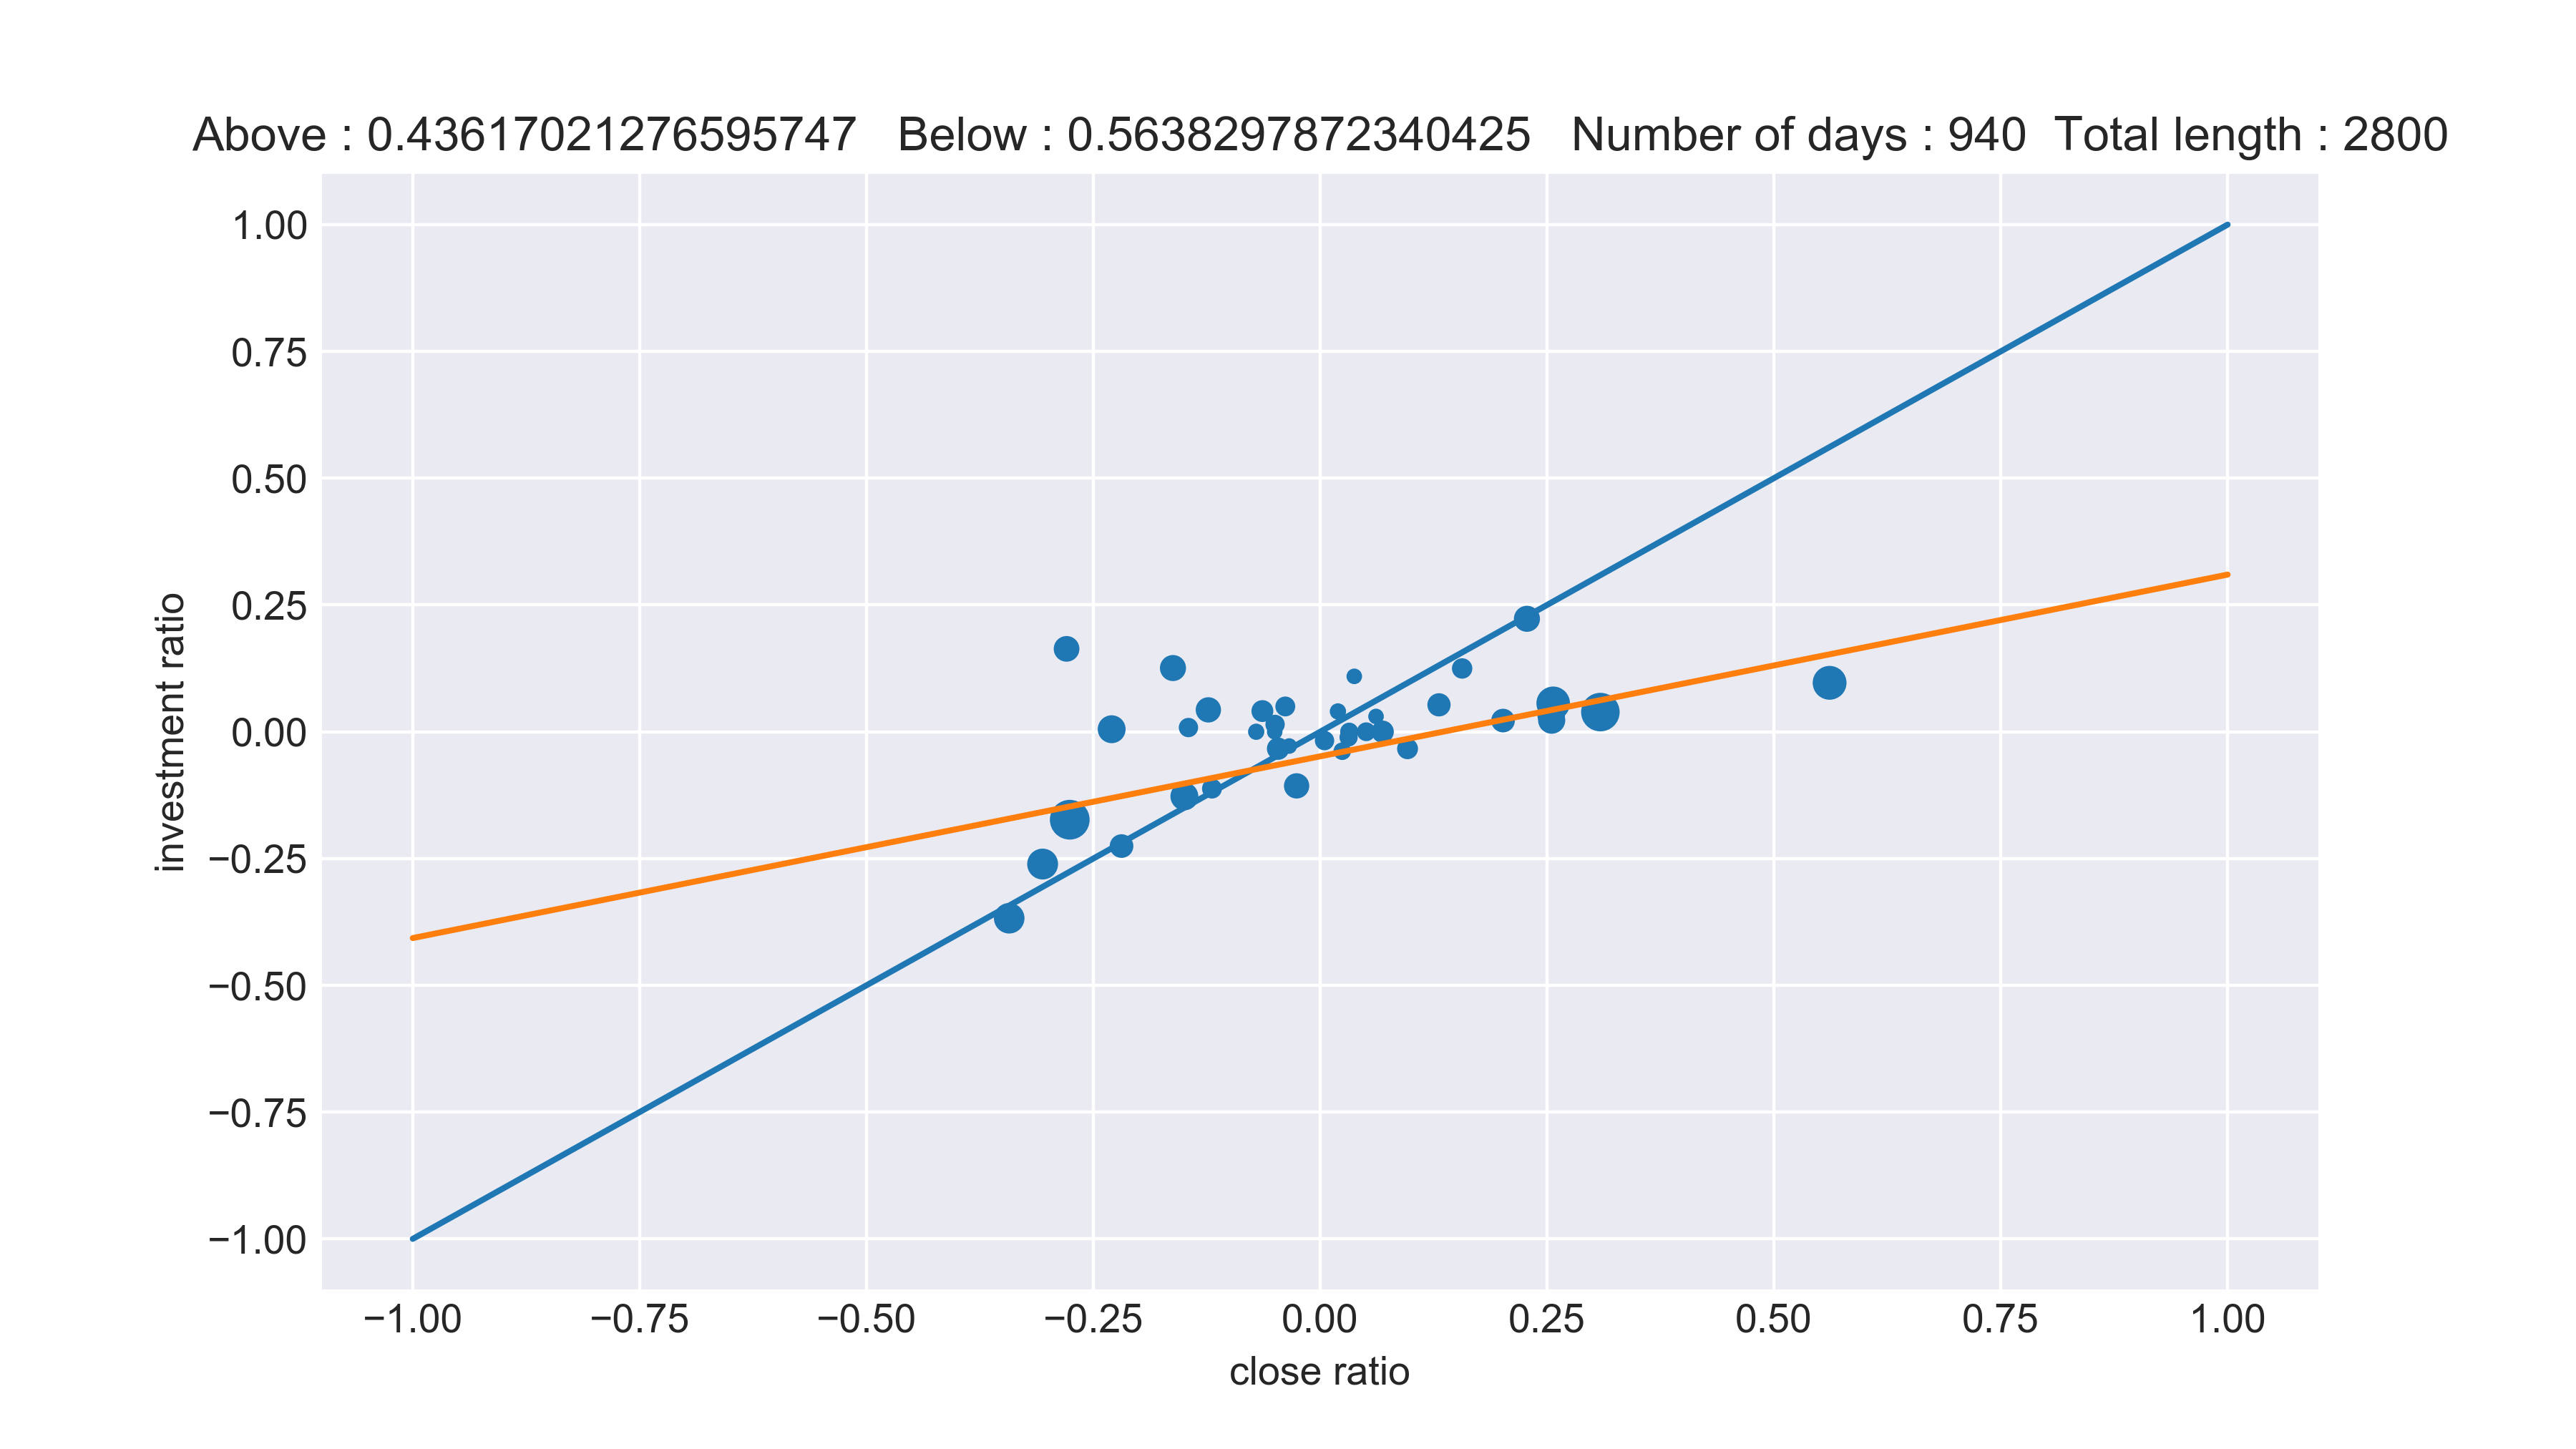 Above : 0.43617021276595747 Below : 0.5638297872340425 Number of days : 940 Total length : 2800
1.00
0.75
0.50
0.25
0.00
−0.25
−0.50
−0.75
−1.00
investment ratio
−1.00 −0.75 −0.50 −0.25 0.00 0.25 0.50 0.75 1.00
close ratio